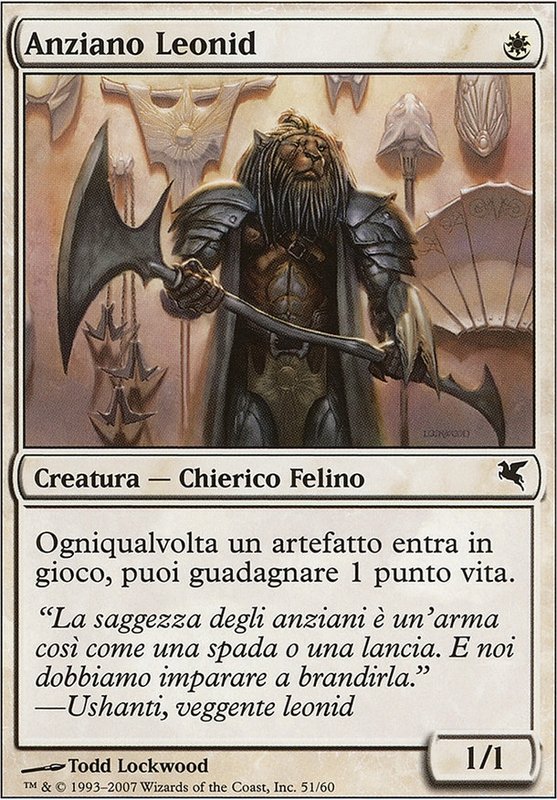 Anziano Leonid
LOCKWOOD
Creatura — Chierico Felino
Ogniqualvolta un artefatto entra in
gioco, puoi guadagnare 1 punto vita.
“La saggezza degli anziani è un’arma
così come una spada o una lancia. E noi
dobbiamo imparare a brandirla.”
—Ushanti, veggente leonid
1/1
Todd Lockwood
™ & © 1993–2007 Wizards of the Coast, Inc. 51/60